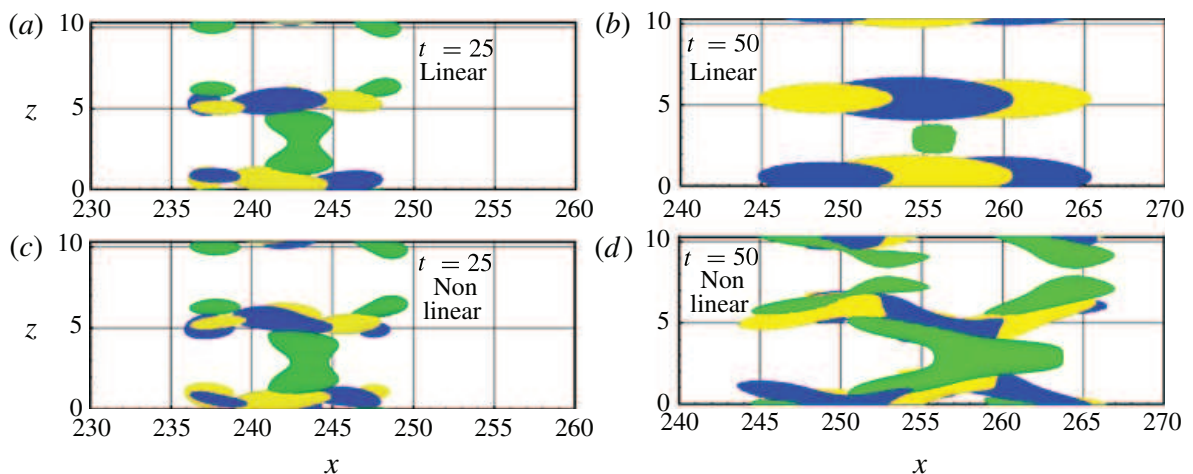 (a) 10 t = 25 Linear z 5 0
230 235 240 245 250 255 260
(b) 10 t = 50 Linear 5 0
240 245 250 255 260 265 270
(c) 10 t = 25 Non linear z 5 0
230 235 240 245 250 255 260
x
(d) 10 t = 50 Non linear 5 0
240 245 250 255 260 265 270
x